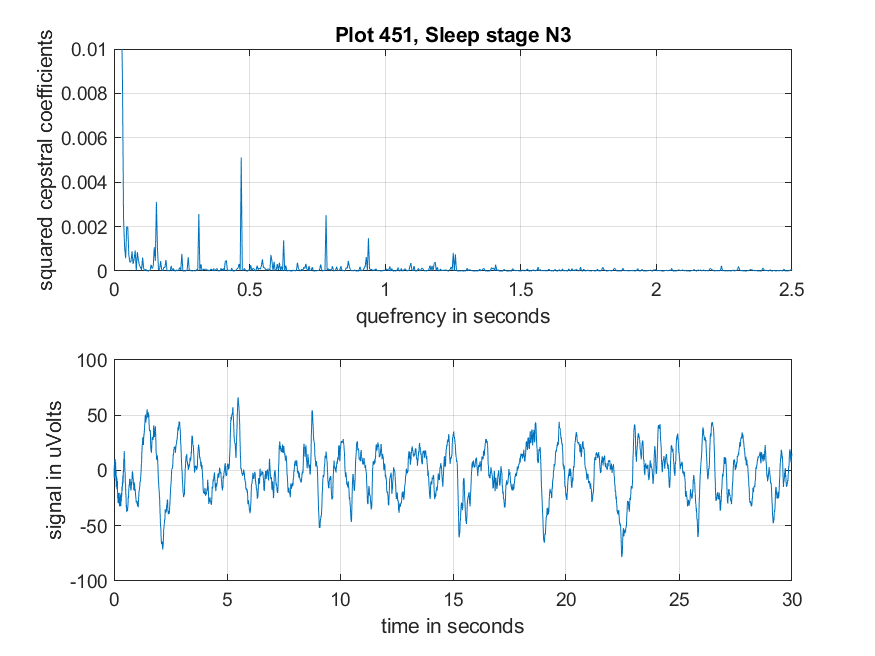 Plot 451, Sleep stage N3
squared cepstral coefficients
0.01
0.008
0.006
0.004
0.002
0
0 0.5 1 1.5 2 2.5
quefrency in seconds
signal in uVolts
100
50
0
-50
-100
0 5 10 15 20 25 30
time in seconds